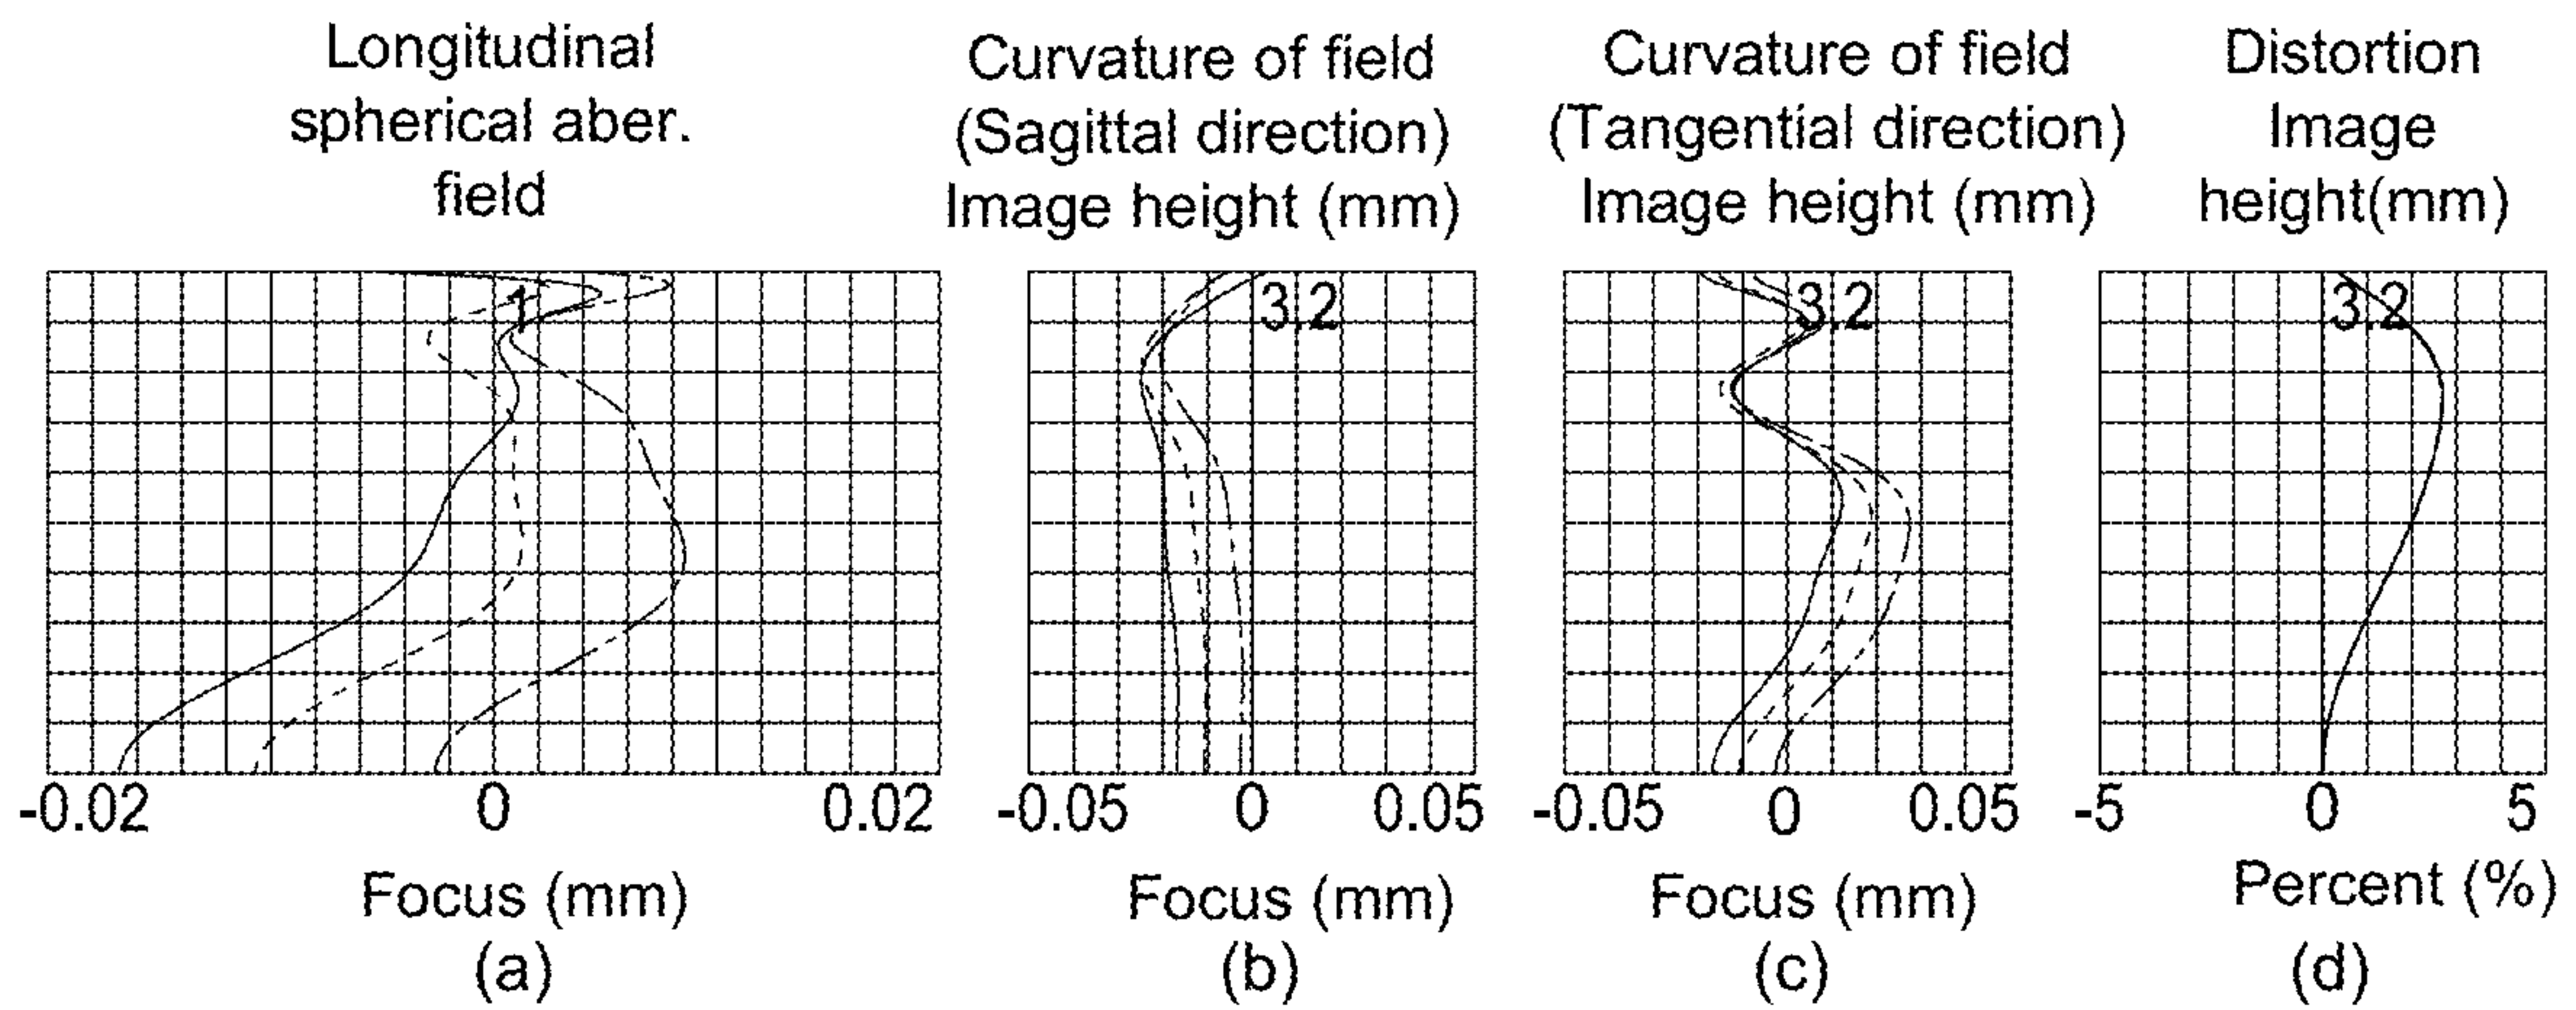 Longitudinal
spherical aber.
field
1
-0.02 0 0.02
Focus (mm)
(a)
Curvature of field
(Sagittal direction)
Image height (mm)
3.2
-0.05 0 0.05
Focus (mm)
(b)
Curvature of field
(Tangential direction)
Image height (mm)
3.2
-0.05 0 0.05
Focus (mm)
(c)
Distortion
Image
height(mm)
3.2
-5 0 5
Percent (%)
(d)